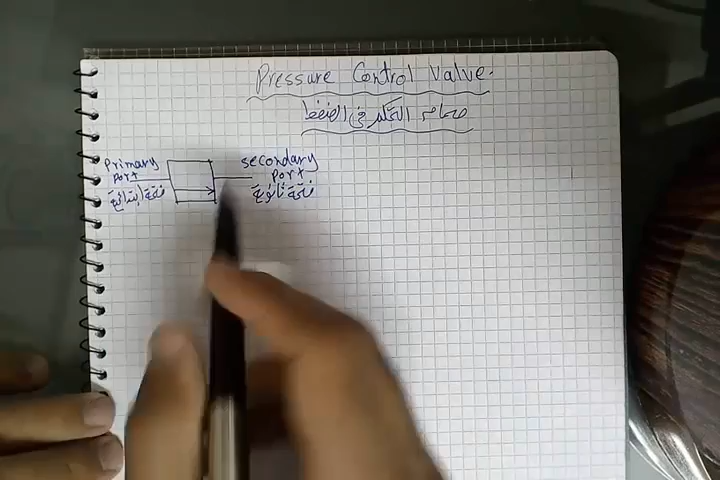 Pressure Control Valve.
صمام التحكم في الضغط
Primary
port
فتحة ابتدائية
secondary
port
فتحة ثانوية